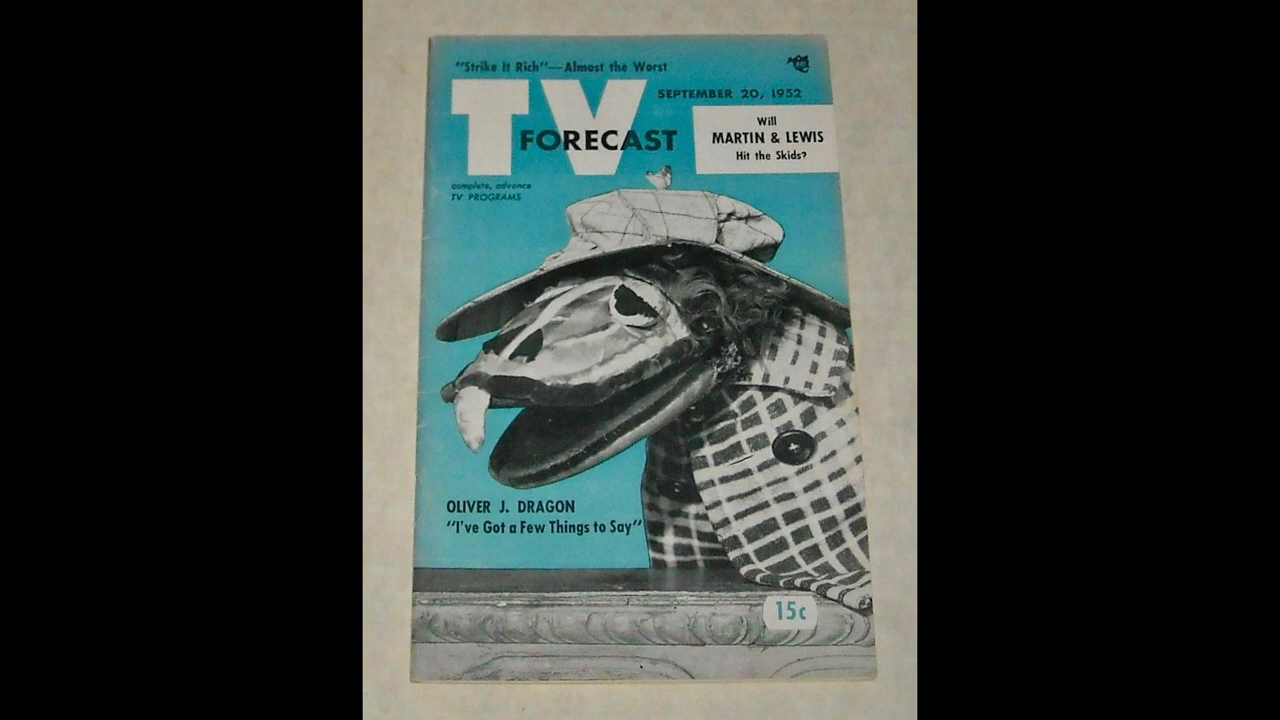 "Strike It Rich"—Almost the Worst
SEPTEMBER 20, 1952
TV
FORECAST
Will
MARTIN & LEWIS
Hit the Skids?
complete, advance
TV PROGRAMS
OLIVER J. DRAGON
"I've Got a Few Things to Say"
15c